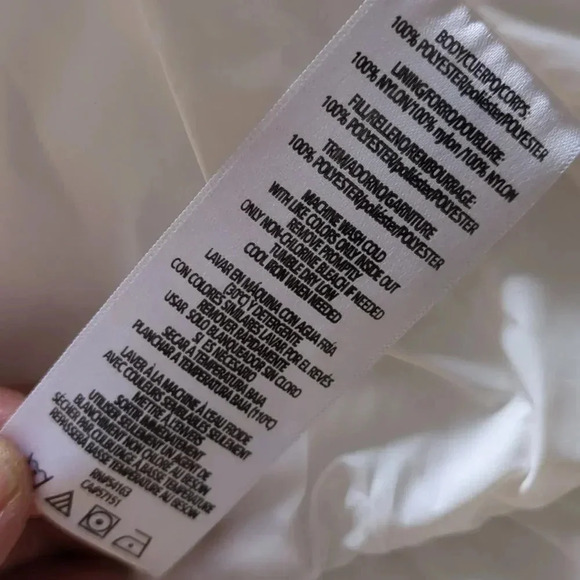 BODY/CUERPO/CORPS:
100% POLYESTER/poliéster/POLYESTER
LINING/FORRO/DOUBLURE:
100% NYLON/100% nylon /100% NYLON
FILL/RELLENO/REMBOURRAGE:
100% POLYESTER/poliéster/POLYESTER
TRIM/ADORNO/GARNITURE:
100% POLYESTER/poliéster/POLYESTER
MACHINE WASH COLD
WITH LIKE COLORS ONLY INSIDE OUT
REMOVE PROMPTLY
ONLY NON-CHLORINE BLEACH IF NEEDED
TUMBLE DRY LOW
COOL IRON WHEN NEEDED
LAVAR EN MÁQUINA CON AGUA FRÍA
(30°C) DETERGENTE
CON COLORES SIMILARES LAVAR POR EL REVÉS
REMOVER RAPIDAMENTE
USAR SOLO BLANQUEADOR SIN CLORO
SI ES NECESARIO
SECAR A TEMPERATURA BAJA
PLANCHAR A TEMPERATURA BAJA (110°C)
LAVER À LA MACHINE À L'EAU FROIDE
AVEC COULEURS SEMBLABLES SEULEMENT
METTRE À L'ENVERS
SORTIR IMMÉDIATEMENT
UTILISER SEULEMENT UN AGENT DE
BLANCHIMENT NON CHLORÉ AU BESOIN
SÉCHER PAR CULBUTAGE À BASSE TEMPÉRATURE
REPASSER BASSE TEMPÉRATURE AU BESOIN
RN#54163
CA#57151